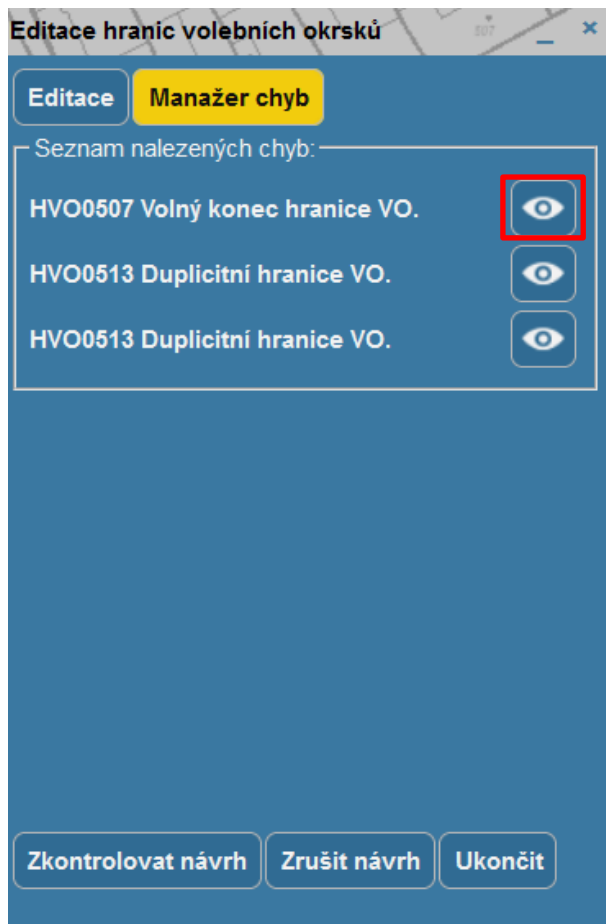 Editace hranic volebních okrsků
507
Editace Manažer chyb
Seznam nalezených chyb:
HVO0507 Volný konec hranice VO.
HVO0513 Duplicitní hranice VO.
HVO0513 Duplicitní hranice VO.
Zkontrolovat návrh Zrušit návrh Ukončit